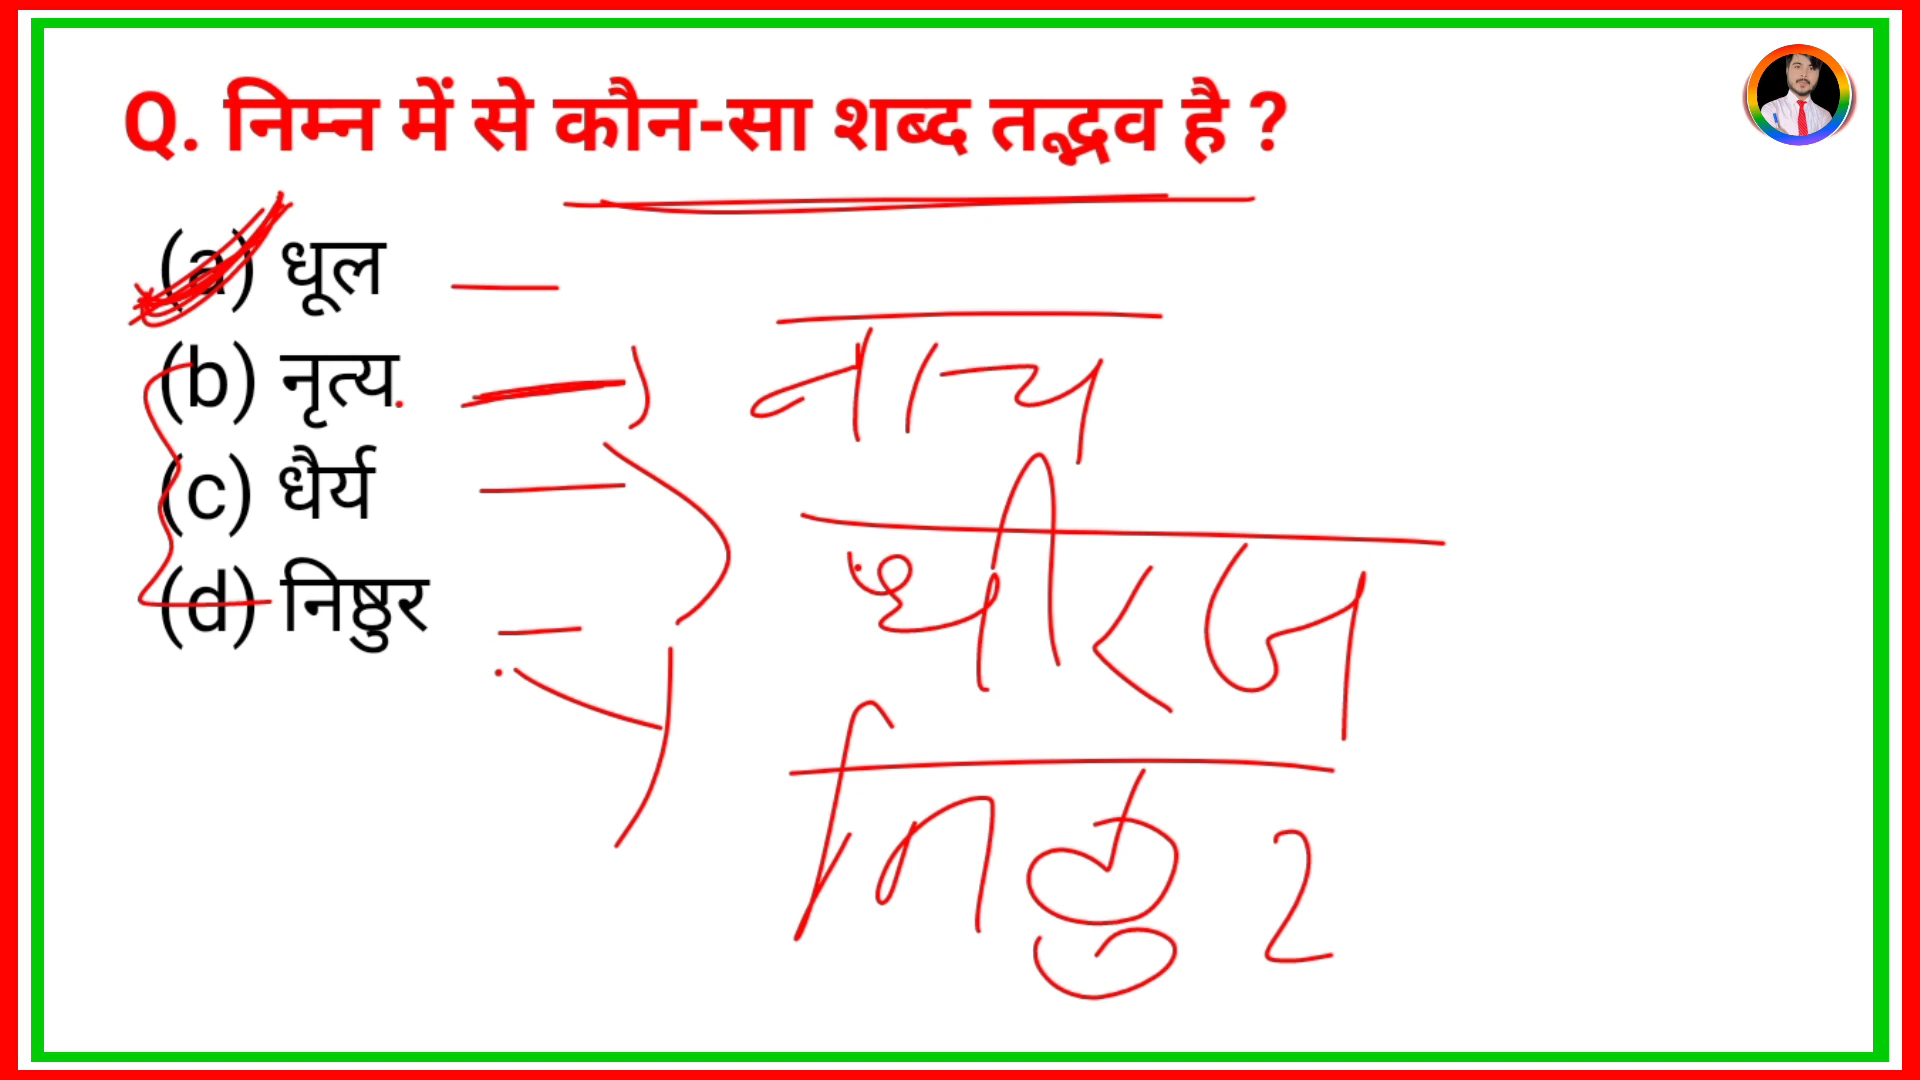 Q. निम्न में से कौन-सा शब्द तद्भव है ?
(a) धूल
(b) नृत्य
नाच
(c) धैर्य
धीरज
(d) निष्ठुर
निठुर